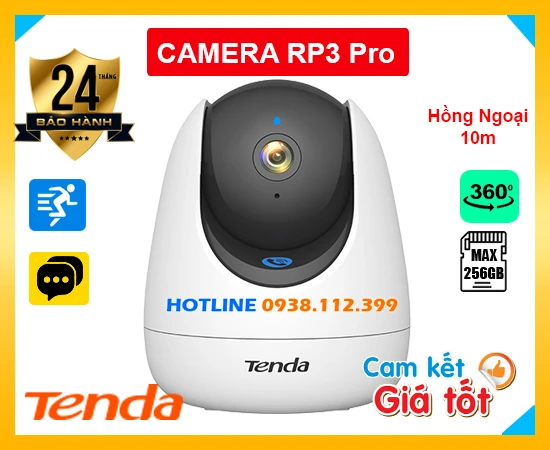 CAMERA RP3 Pro
24
THÁNG
BẢO HÀNH
Hồng Ngoại
10m
360°
MAX
256GB
HOTLINE 0938.112.399
Tenda
Tenda
Cam kết
Giá tốt